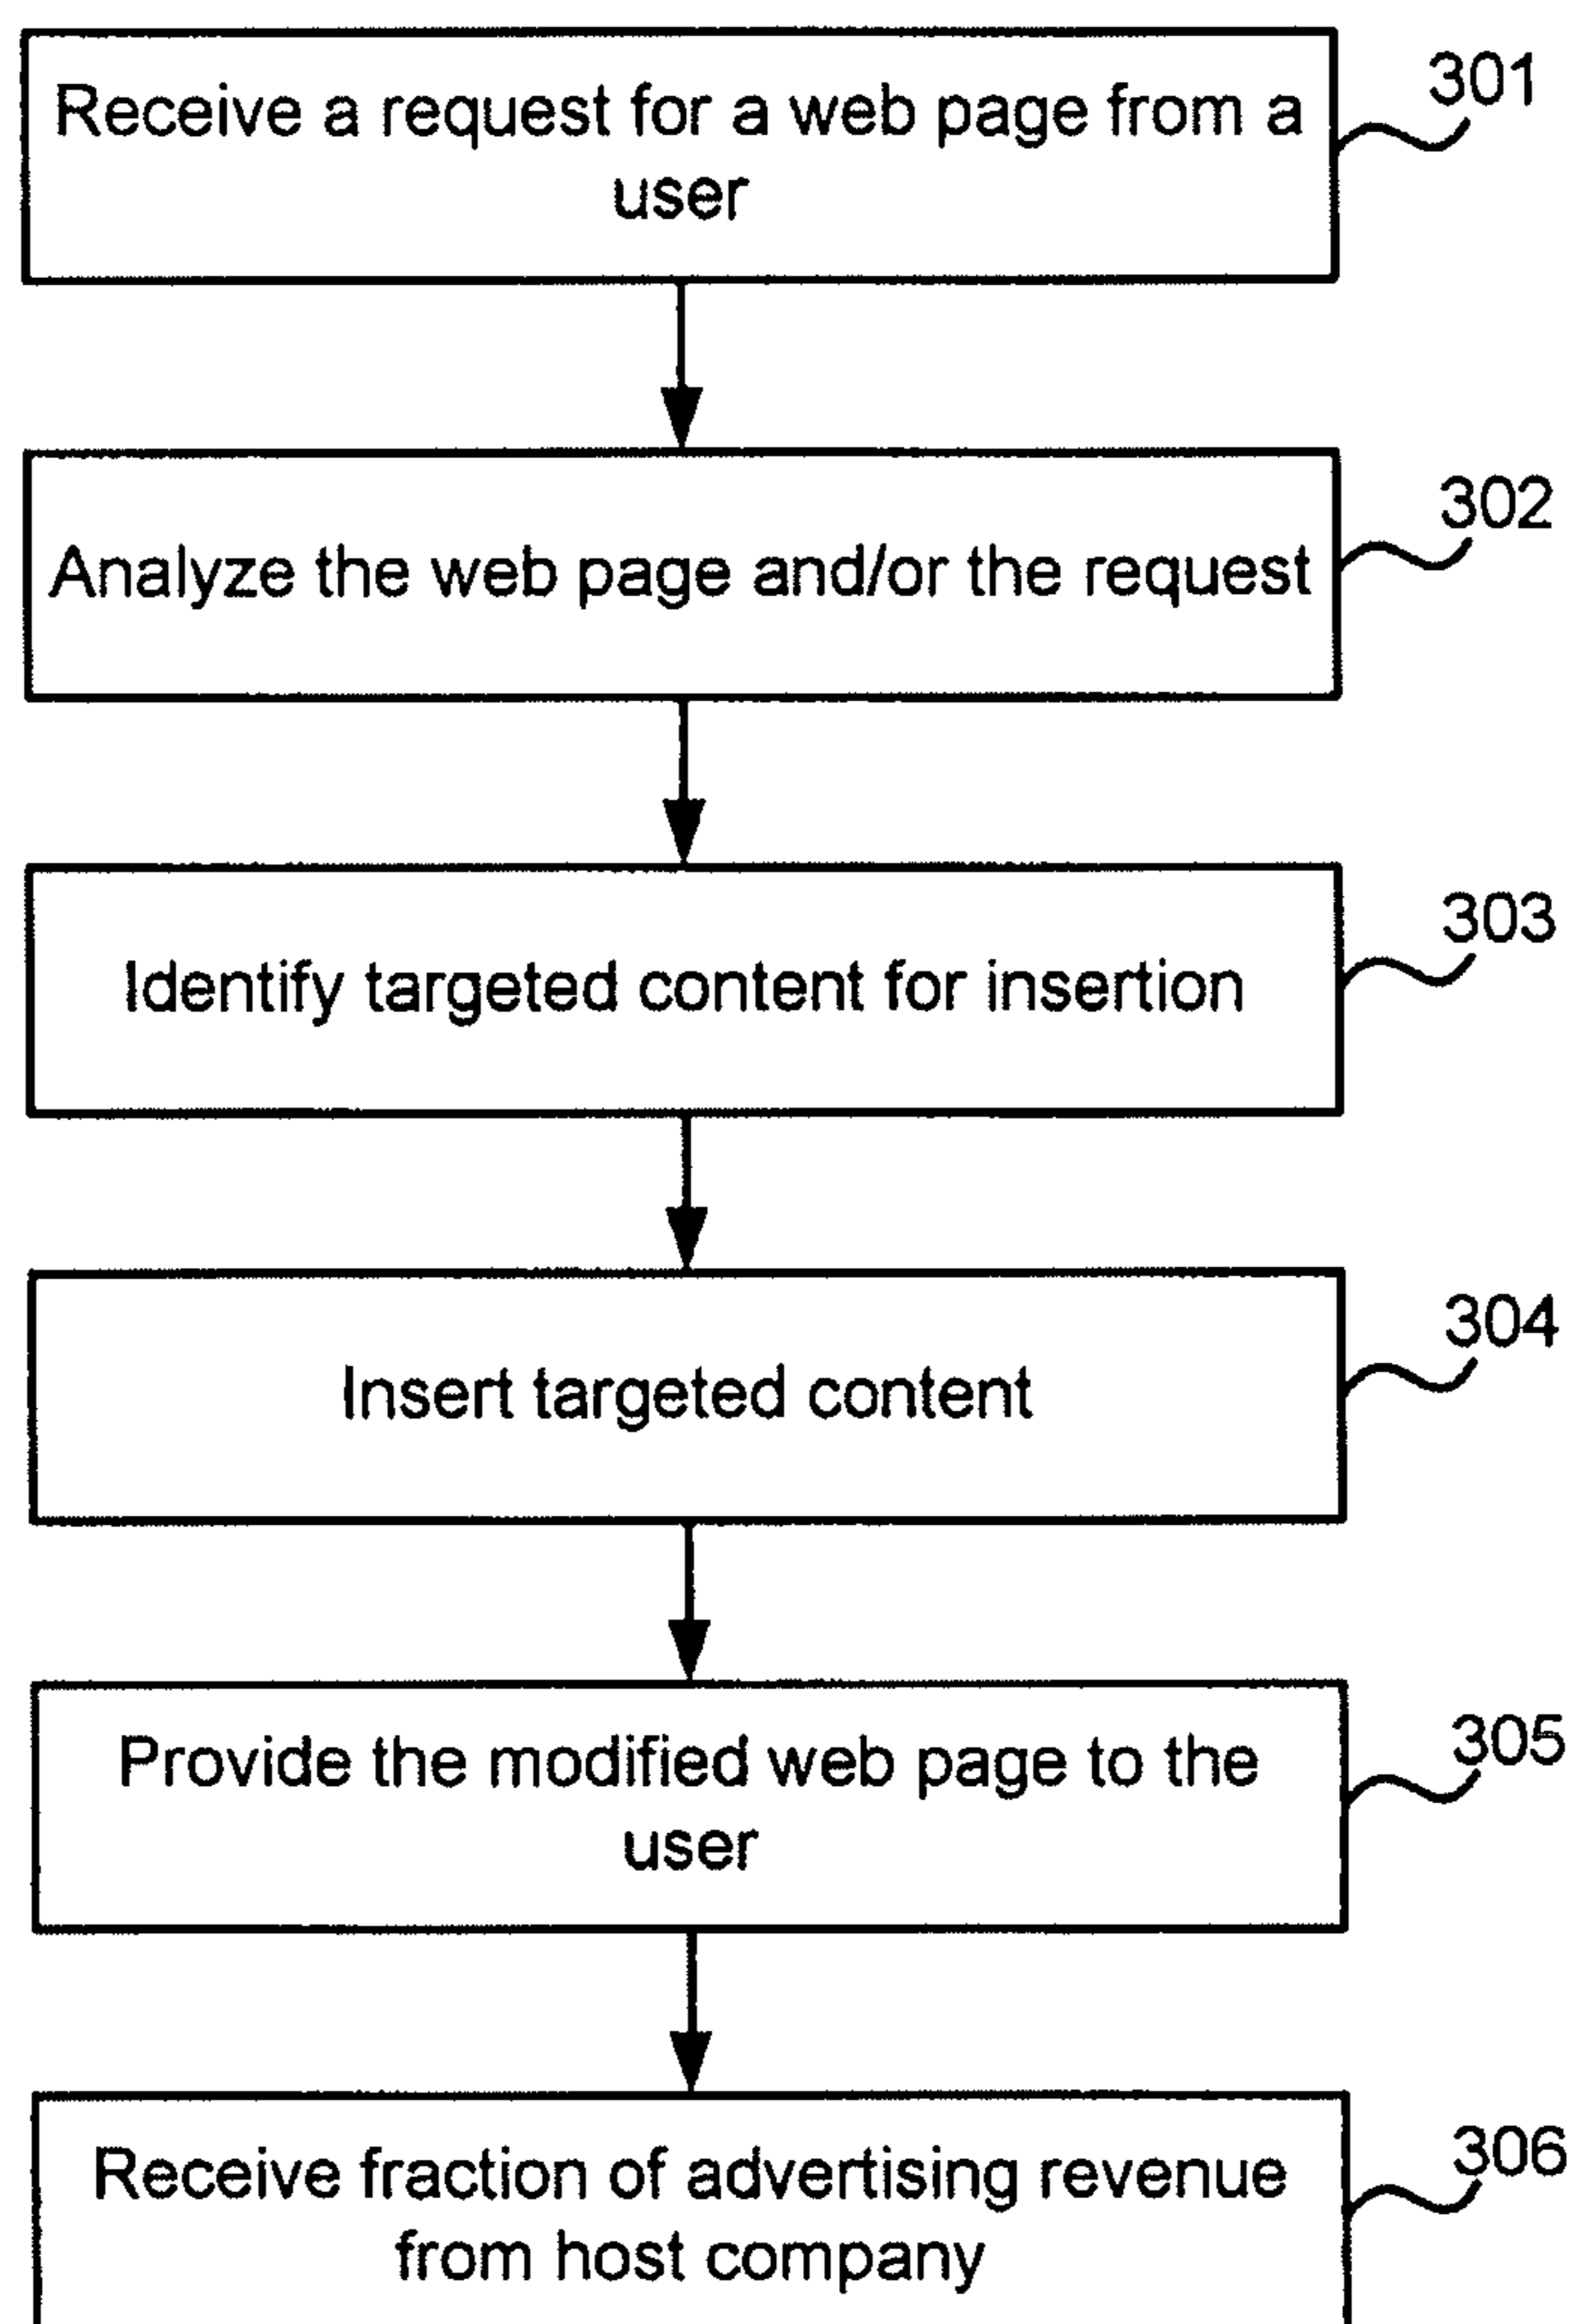 Receive a request for a web page from a
user
301
Analyze the web page and/or the request
302
Identify targeted content for insertion
303
Insert targeted content
304
Provide the modified web page to the
user
305
Receive fraction of advertising revenue
from host company
306